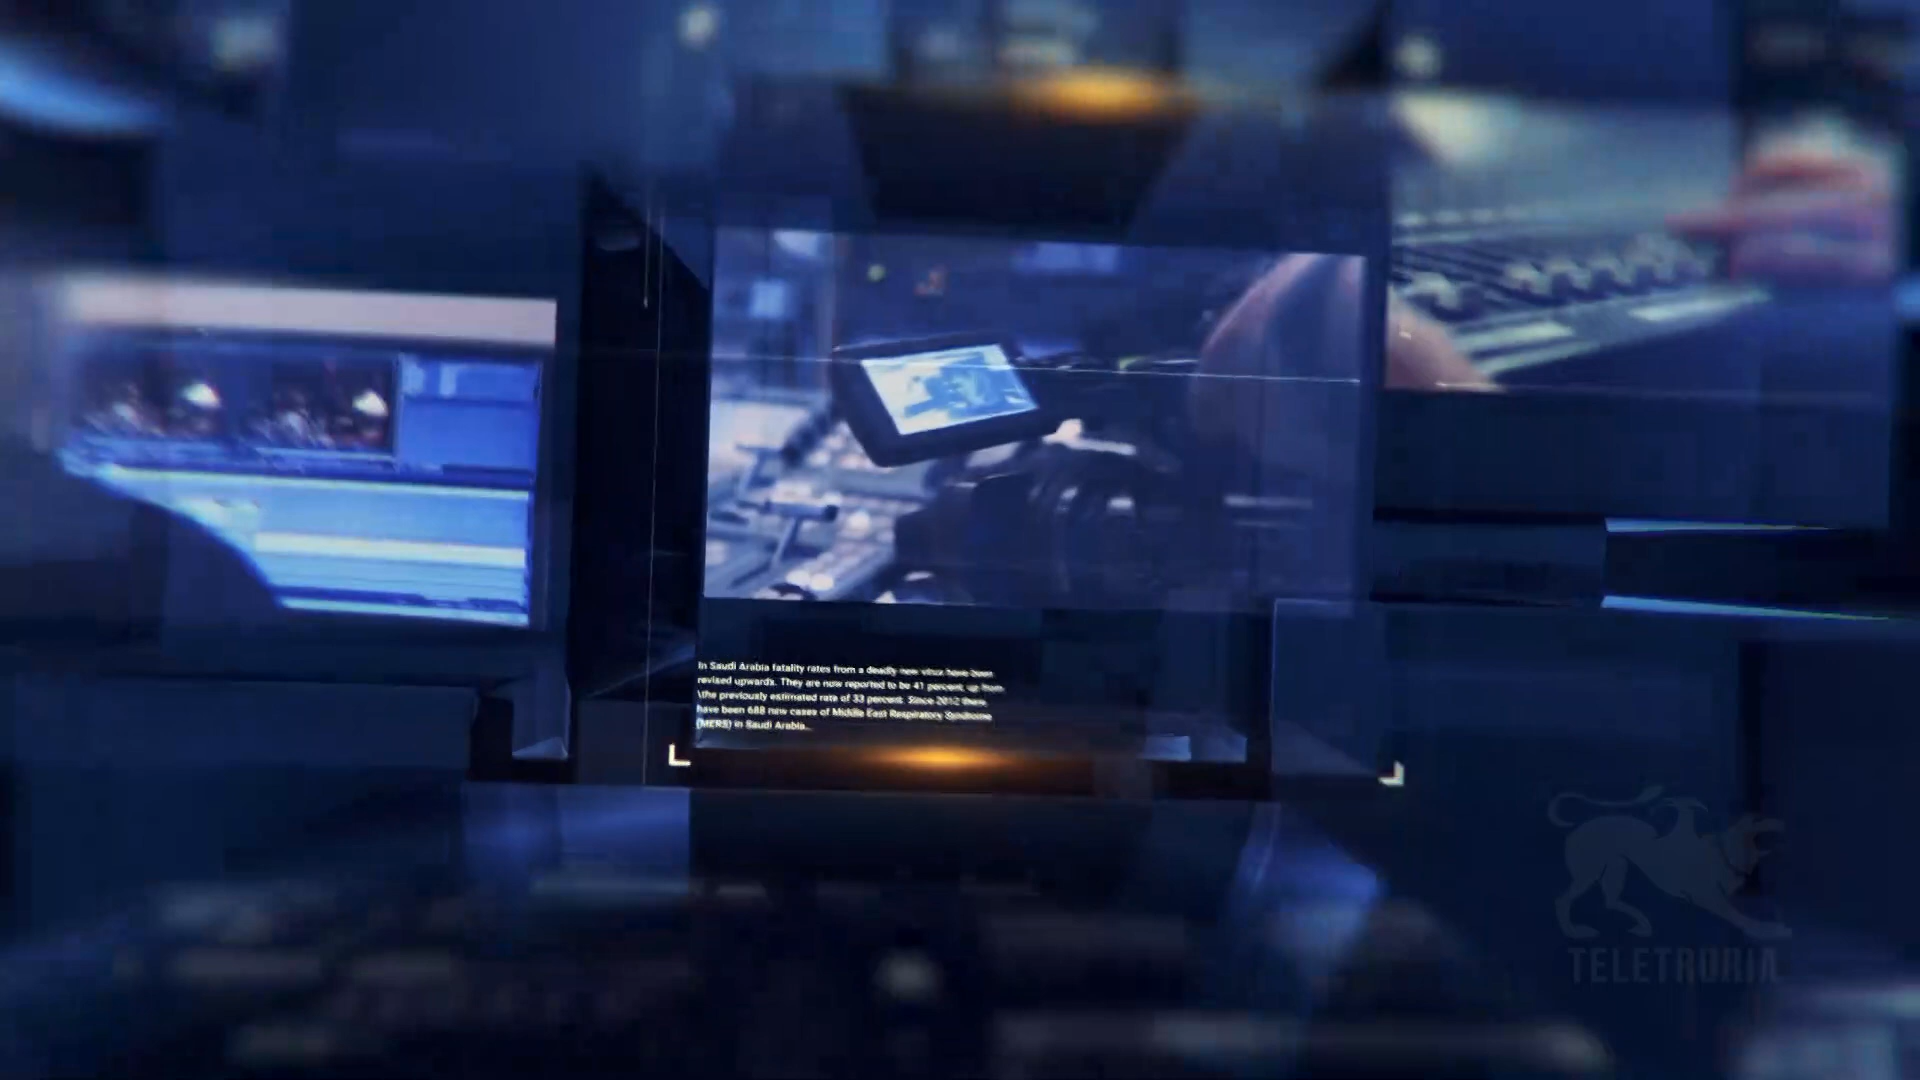 In Saudi Arabia fatality rates from a deadly new virus have been
revised upwards. They are now reported to be 41 percent, up from
\the previously estimated rate of 33 percent. Since 2012 there
have been 688 new cases of Middle East Respiratory Syndrome
(MERS) in Saudi Arabia.
TELETRORIA